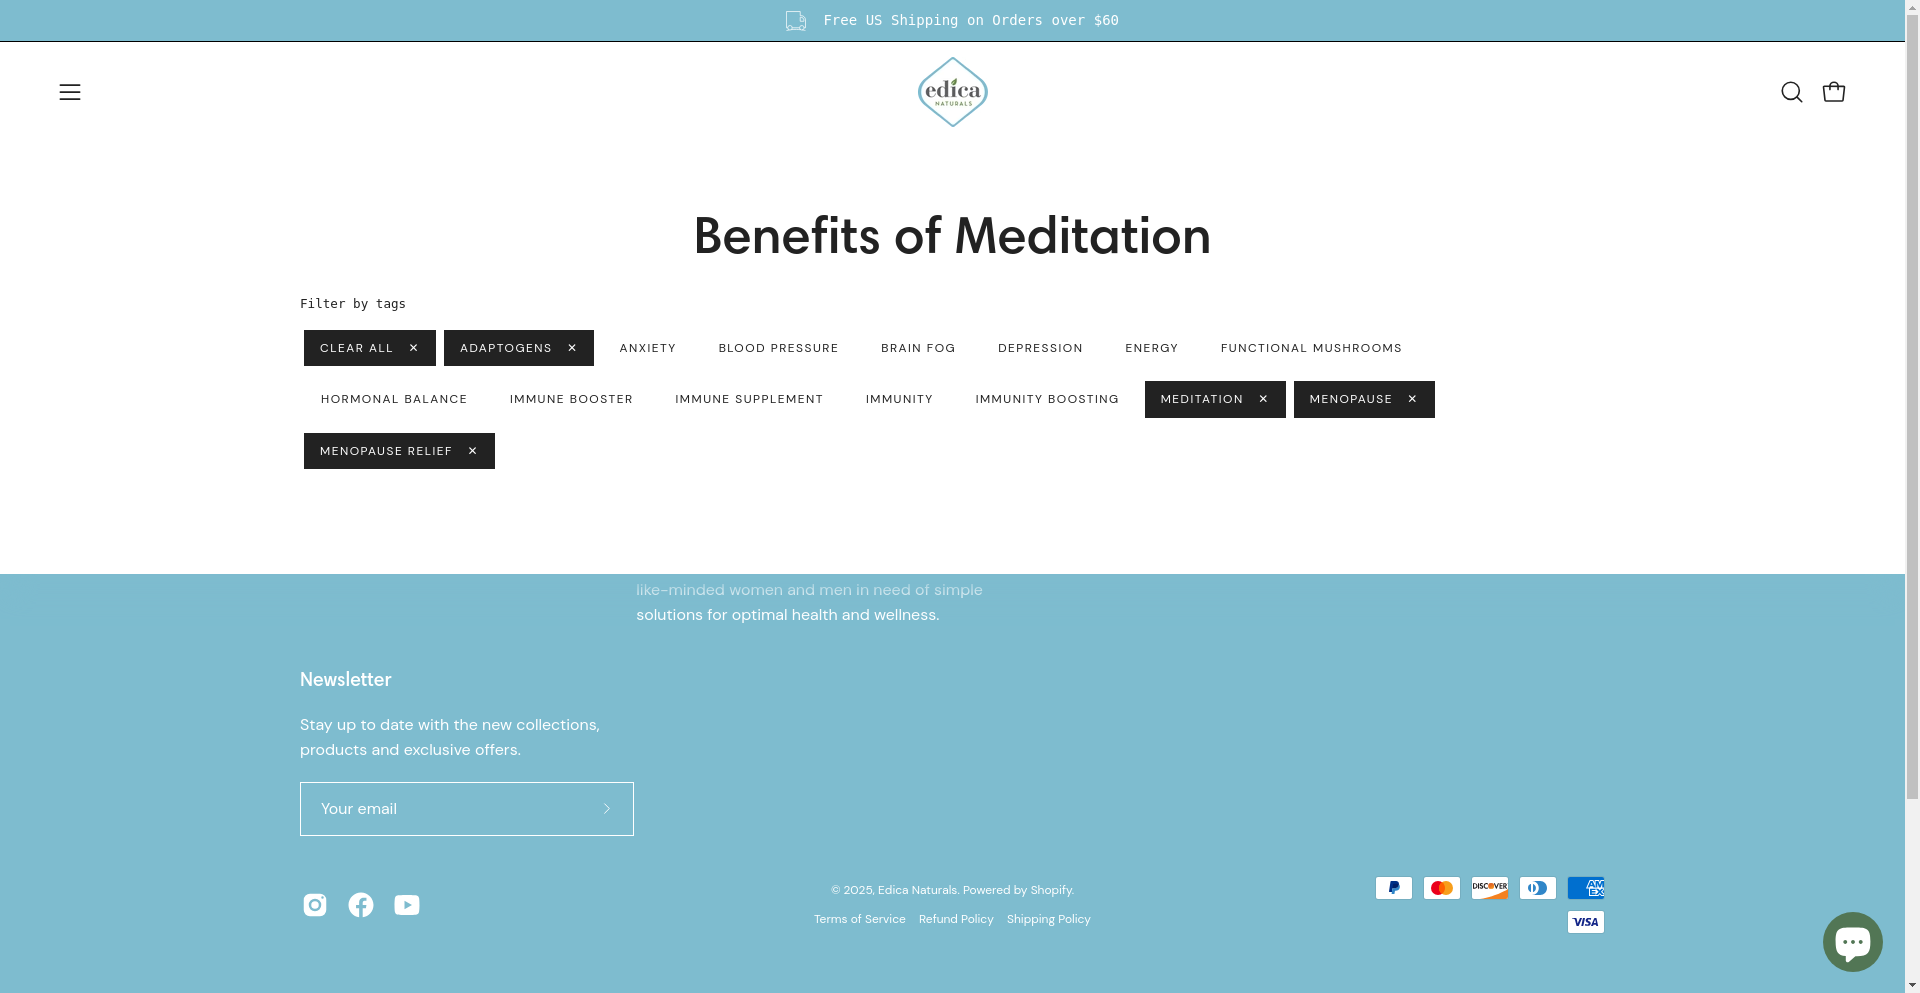 Free US Shipping on Orders over $60
edica
NATURALS
Benefits of Meditation
Filter by tags
CLEAR ALL ✕ ADAPTOGENS ✕ ANXIETY BLOOD PRESSURE BRAIN FOG DEPRESSION ENERGY FUNCTIONAL MUSHROOMS
HORMONAL BALANCE IMMUNE BOOSTER IMMUNE SUPPLEMENT IMMUNITY IMMUNITY BOOSTING MEDITATION ✕ MENOPAUSE ✕
MENOPAUSE RELIEF ✕
like-minded women and men in need of simple
solutions for optimal health and wellness.
Newsletter
Stay up to date with the new collections,
products and exclusive offers.
Your email
© 2025, Edica Naturals. Powered by Shopify.
Terms of Service Refund Policy Shipping Policy
DISCOVER
AM
EX
VISA